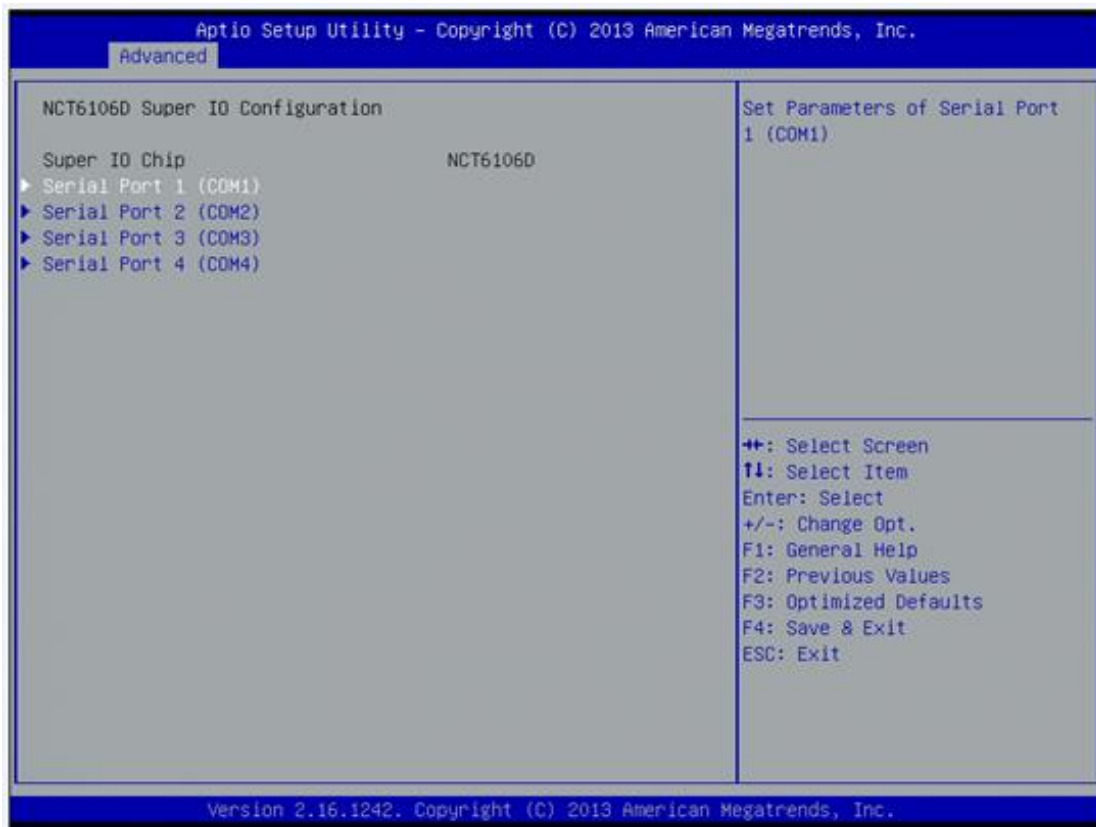 Aptio Setup Utility - Copyright (C) 2013 American Megatrends, Inc.
Advanced
NCT6106D Super IO Configuration
Super IO Chip NCT6106D
Serial Port 1 (COM1)
Serial Port 2 (COM2)
Serial Port 3 (COM3)
Serial Port 4 (COM4)
Set Parameters of Serial Port
1 (COM1)
→←: Select Screen
↑↓: Select Item
Enter: Select
+/-: Change Opt.
F1: General Help
F2: Previous Values
F3: Optimized Defaults
F4: Save & Exit
ESC: Exit
Version 2.16.1242. Copyright (C) 2013 American Megatrends, Inc.